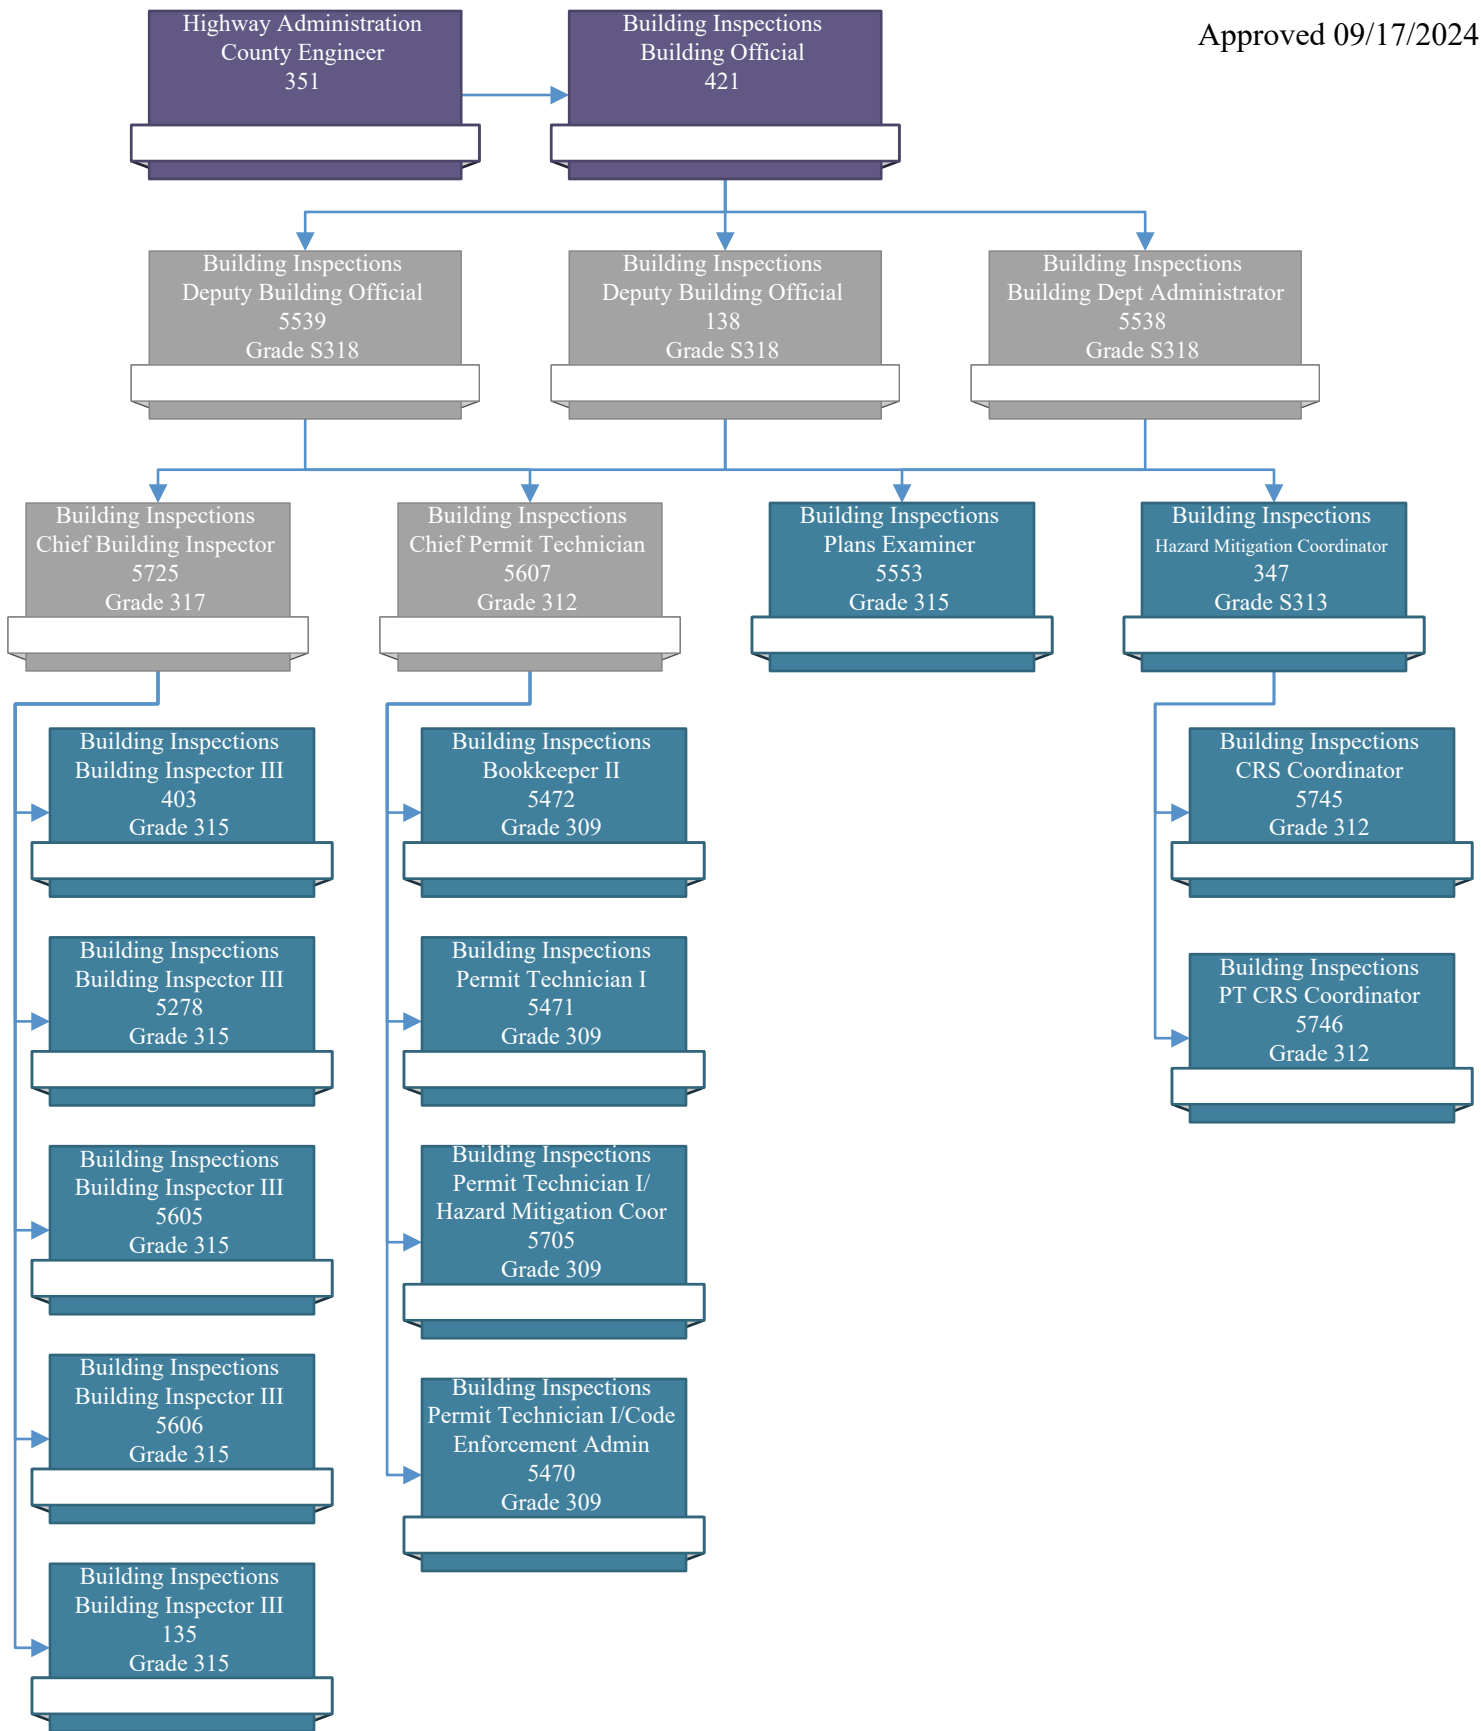 Approved 09/17/2024
Highway Administration
County Engineer
351
Building Inspections
Building Official
421
Building Inspections
Deputy Building Official
5539
Grade S318
Building Inspections
Deputy Building Official
138
Grade S318
Building Inspections
Building Dept Administrator
5538
Grade S318
Building Inspections
Chief Building Inspector
5725
Grade 317
Building Inspections
Chief Permit Technician
5607
Grade 312
Building Inspections
Plans Examiner
5553
Grade 315
Building Inspections
Hazard Mitigation Coordinator
347
Grade S313
Building Inspections
Building Inspector III
403
Grade 315
Building Inspections
Building Inspector III
5278
Grade 315
Building Inspections
Building Inspector III
5605
Grade 315
Building Inspections
Building Inspector III
5606
Grade 315
Building Inspections
Building Inspector III
135
Grade 315
Building Inspections
Bookkeeper II
5472
Grade 309
Building Inspections
Permit Technician I
5471
Grade 309
Building Inspections
Permit Technician I/
Hazard Mitigation Coor
5705
Grade 309
Building Inspections
Permit Technician I/Code
Enforcement Admin
5470
Grade 309
Building Inspections
CRS Coordinator
5745
Grade 312
Building Inspections
PT CRS Coordinator
5746
Grade 312